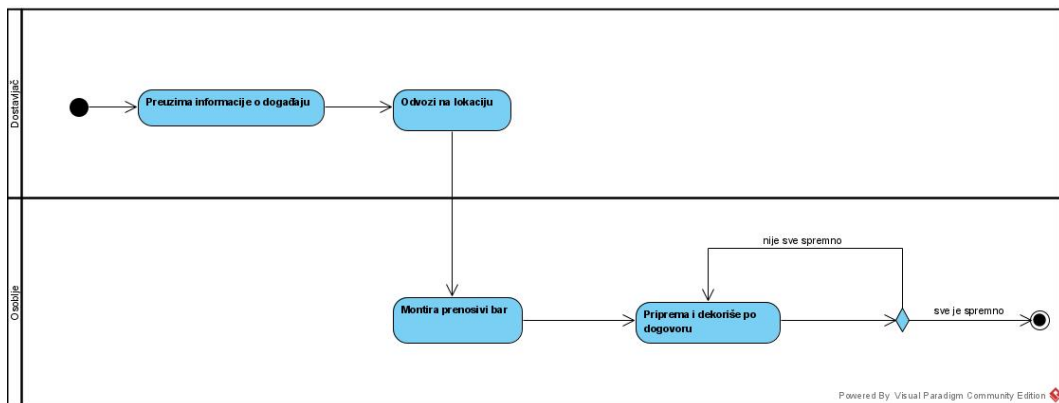 Dostavljač
Preuzima informacije o događaju
Odvozi na lokaciju
Osoblje
nije sve spremno
Montira prenosivi bar
Priprema i dekoriše po
dogovoru
sve je spremno
Powered By Visual Paradigm Community Edition